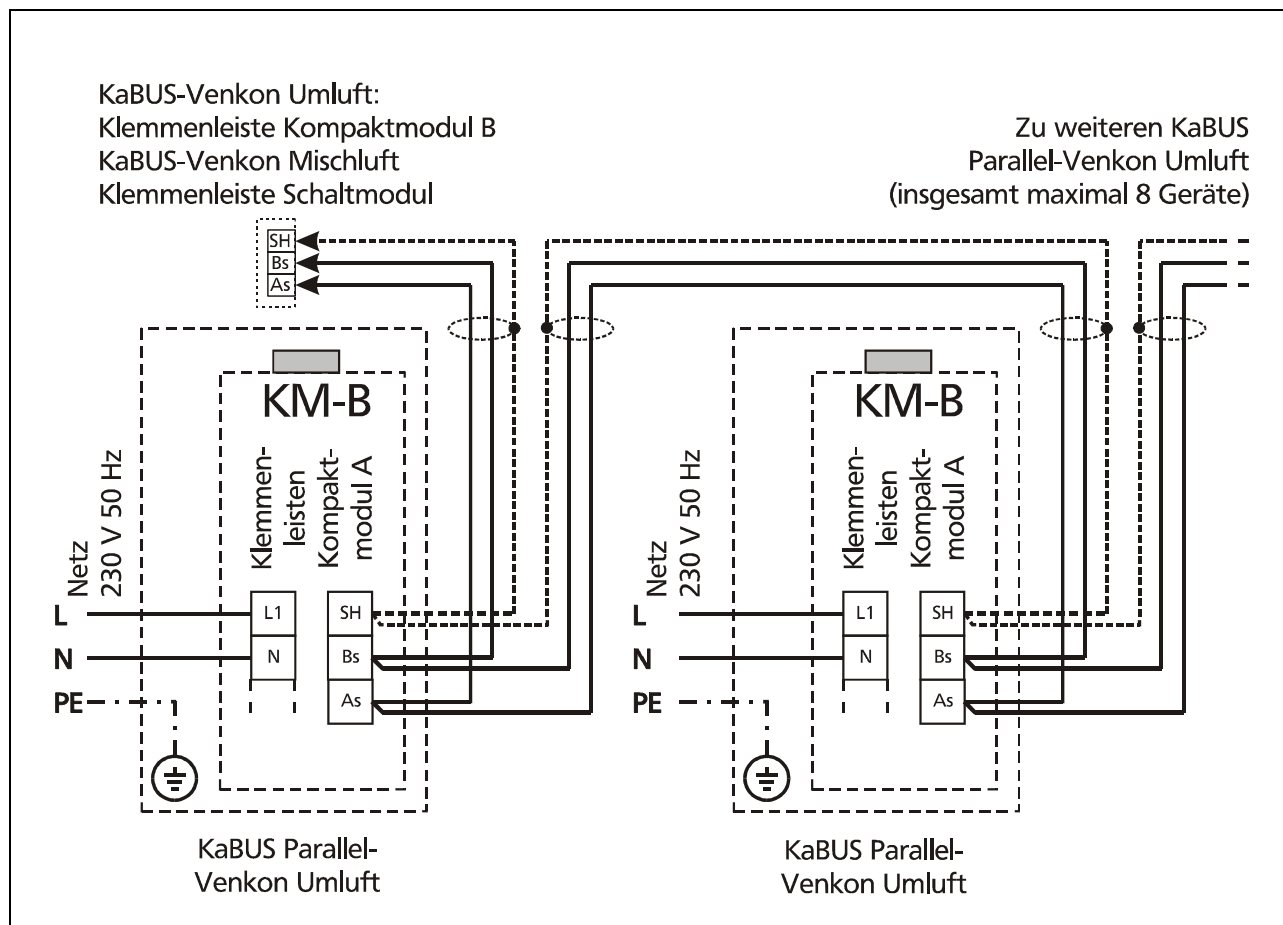 KaBUS-Venkon Umluft:
Klemmenleiste Kompaktmodul B
KaBUS-Venkon Mischluft
Klemmenleiste Schaltmodul
Zu weiteren KaBUS
Parallel-Venkon Umluft
(insgesamt maximal 8 Geräte)
SH
Bs
As
KM-B
Klemmen-
leisten
Kompakt-
modul A
Netz
230 V 50 Hz
L
N
PE
L1
N
SH
Bs
As
KaBUS Parallel-
Venkon Umluft
KM-B
Klemmen-
leisten
Kompakt-
modul A
Netz
230 V 50 Hz
L
N
PE
L1
N
SH
Bs
As
KaBUS Parallel-
Venkon Umluft